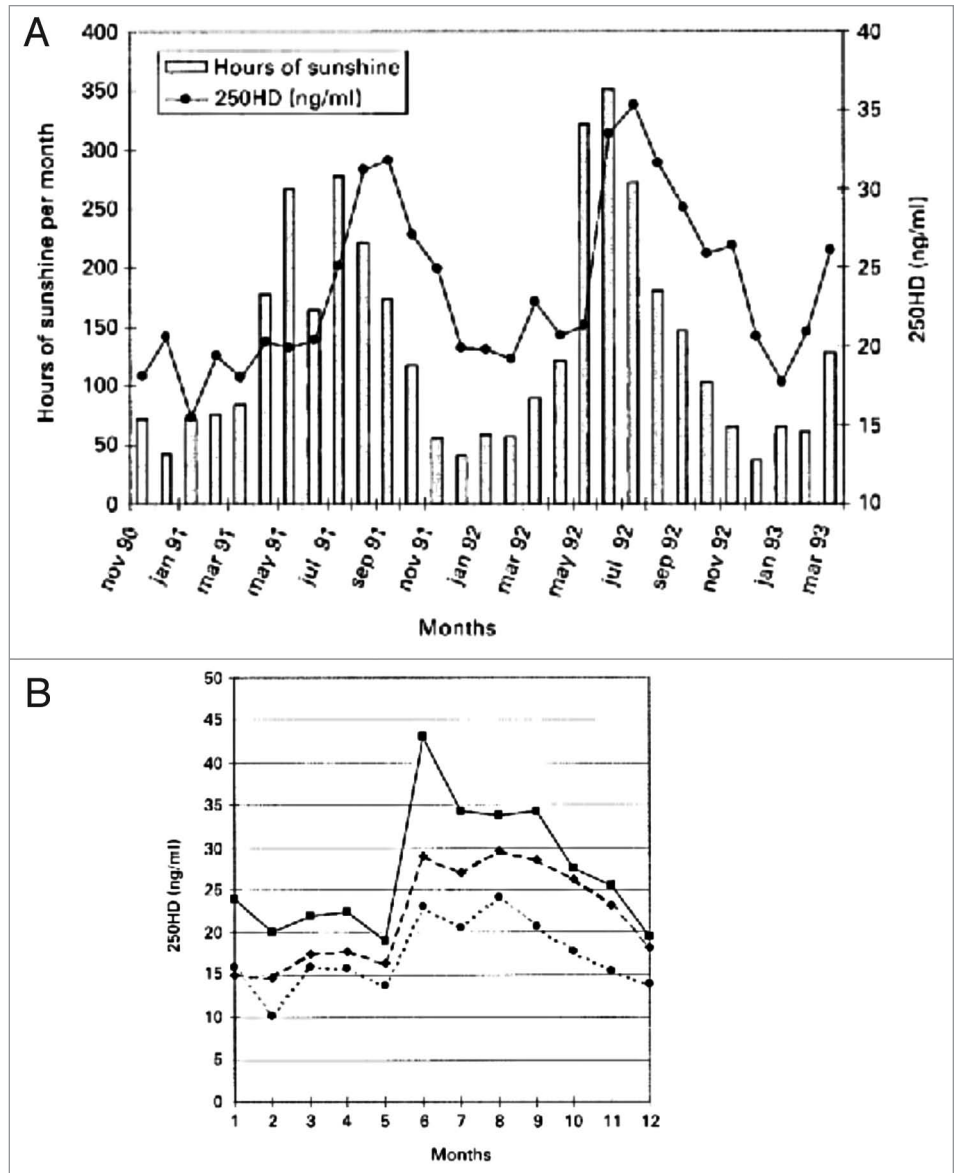 A
Hours of sunshine
250HD (ng/ml)
400
350
300
250
200
150
100
50
0
Hours of sunshine per month
40
35
30
25
20
15
10
250HD (ng/ml)
nov 90
jan 91
mar 91
may 91
jul 91
sep 91
nov 91
jan 92
mar 92
may 92
jul 92
sep 92
nov 92
jan 93
mar 93
Months
B
50
45
40
35
30
25
20
15
10
5
0
250HD (ng/ml)
1 2 3 4 5 6 7 8 9 10 11 12
Months